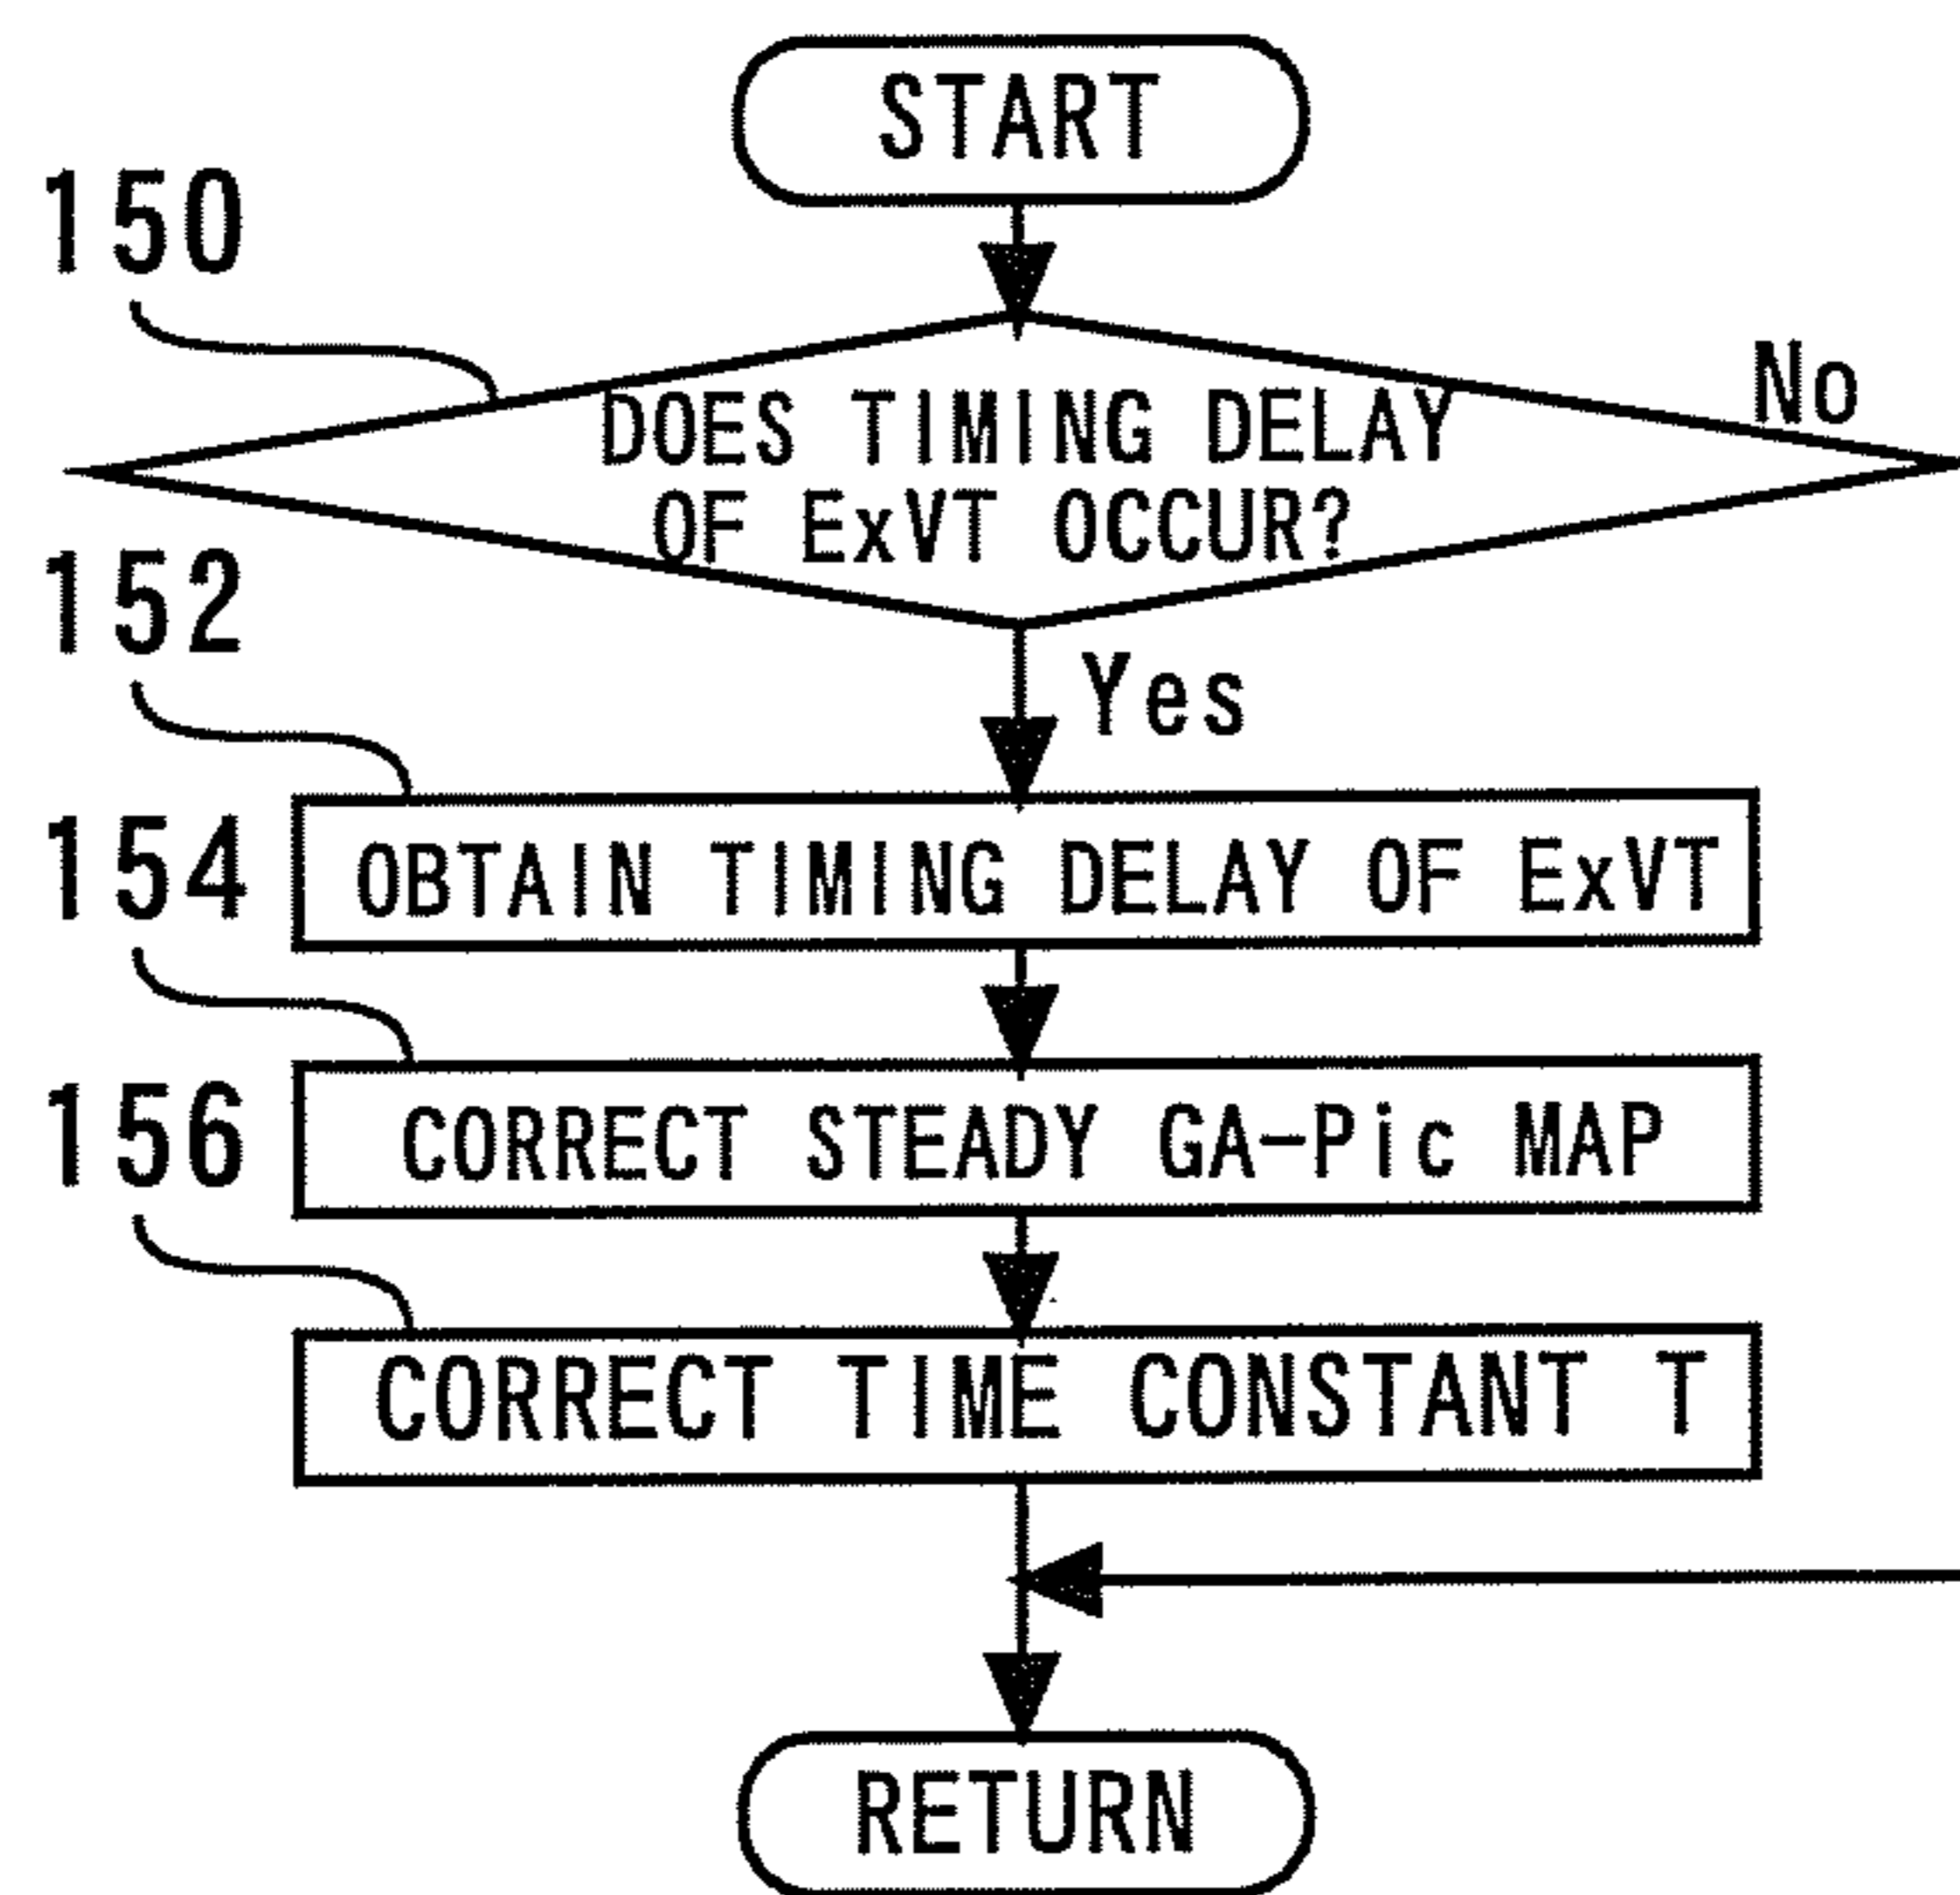 START
150
No
DOES TIMING DELAY
OF ExVT OCCUR?
152
Yes
154
OBTAIN TIMING DELAY OF ExVT
156
CORRECT STEADY GA-Pic MAP
CORRECT TIME CONSTANT T
RETURN